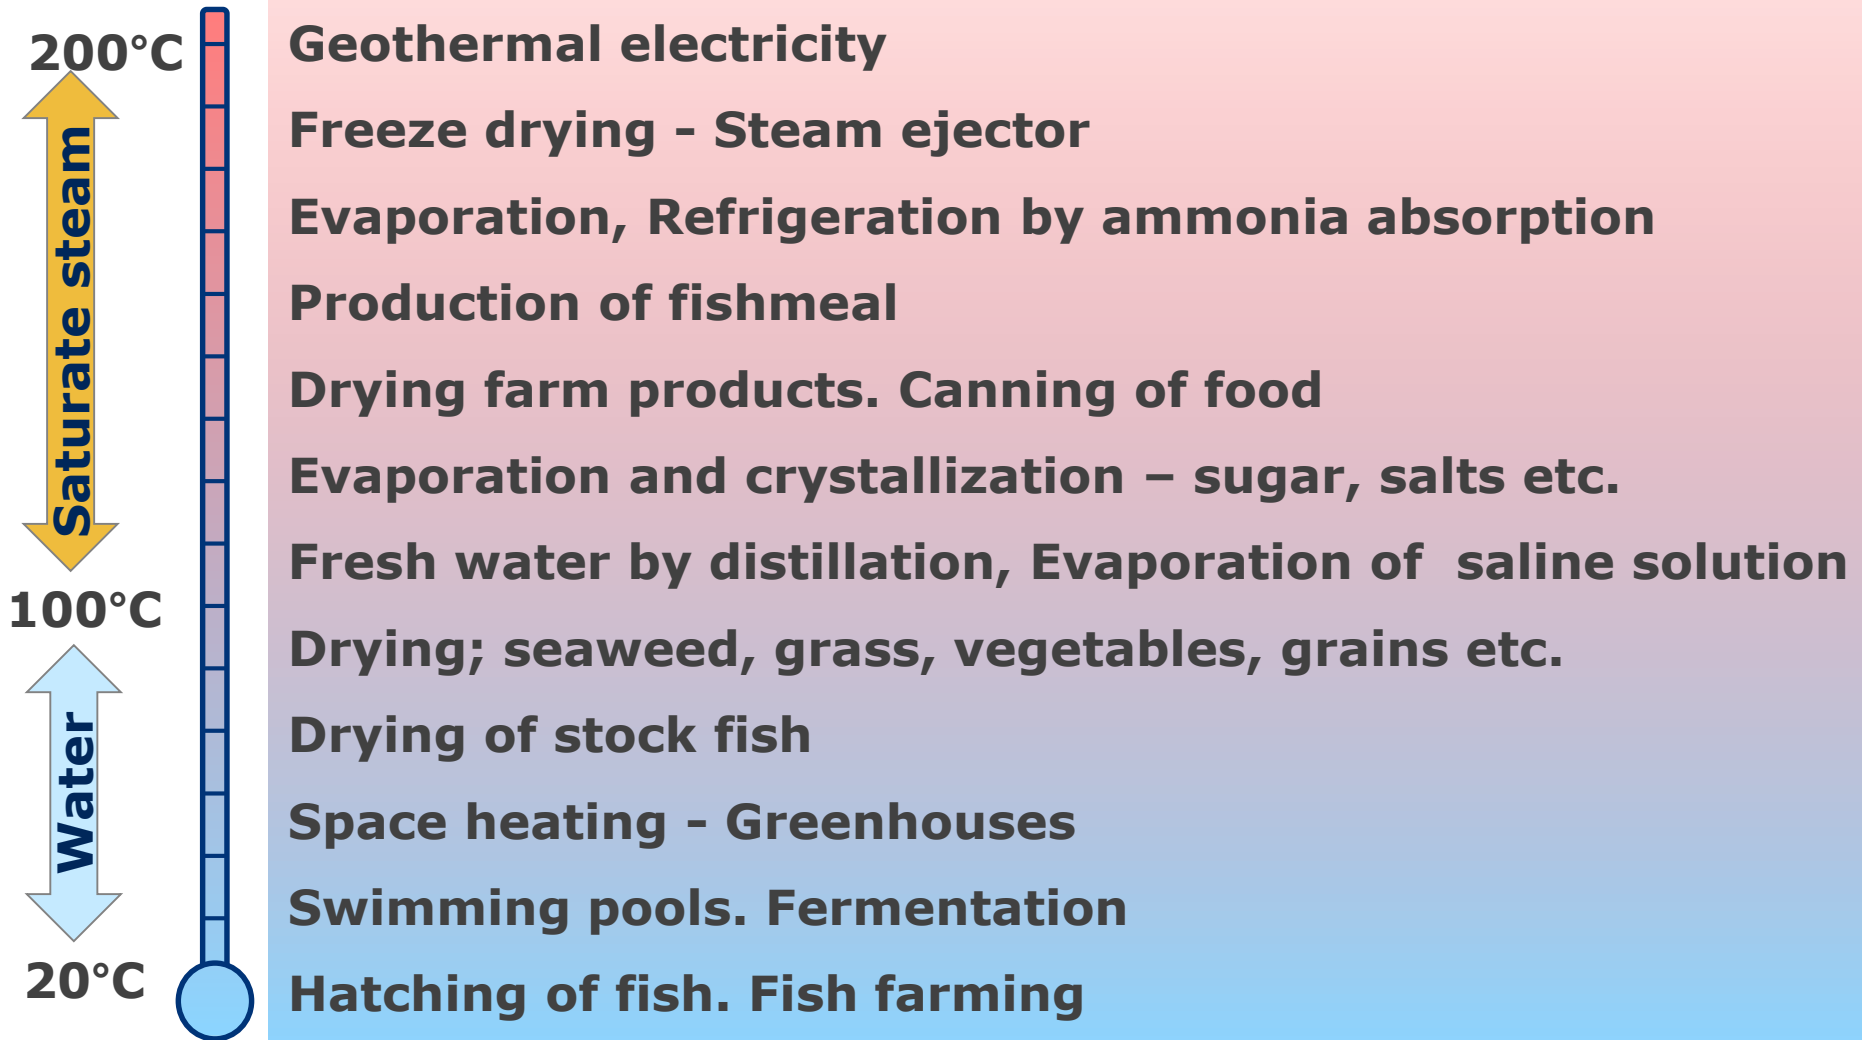 200°C
Saturate steam
100°C
Water
20°C
Geothermal electricity
Freeze drying - Steam ejector
Evaporation, Refrigeration by ammonia absorption
Production of fishmeal
Drying farm products. Canning of food
Evaporation and crystallization – sugar, salts etc.
Fresh water by distillation, Evaporation of  saline solution
Drying; seaweed, grass, vegetables, grains etc.
Drying of stock fish
Space heating - Greenhouses
Swimming pools. Fermentation
Hatching of fish. Fish farming